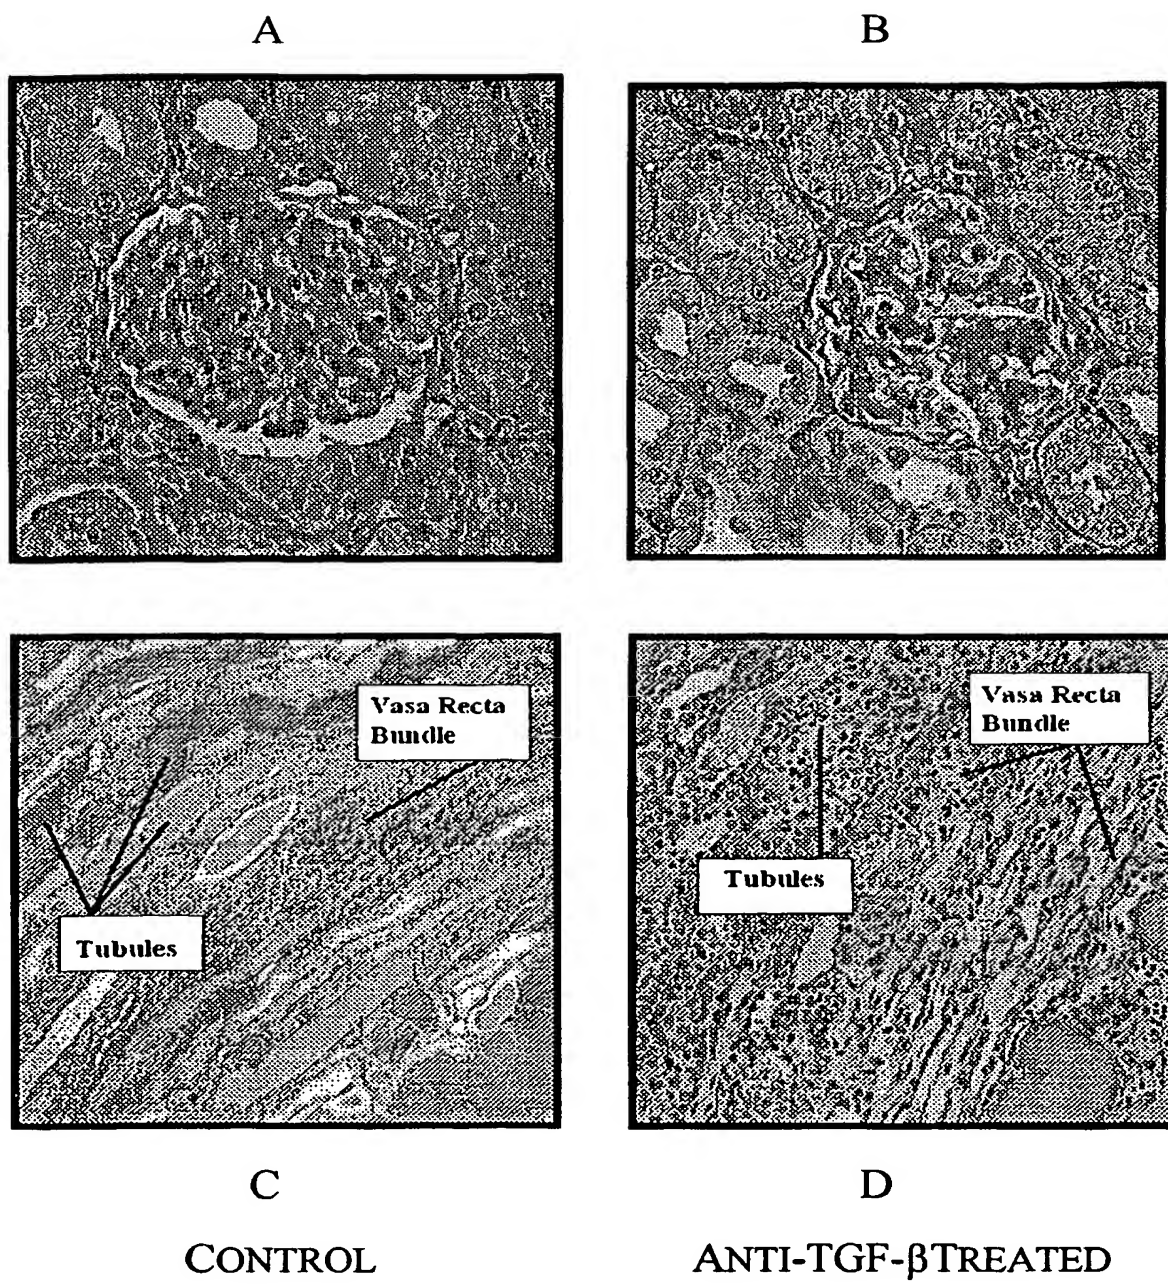 A
B
Vasa Recta
Bundle
Tubules
Vasa Recta
Bundle
Tubules
C
D
CONTROL
ANTI-TGF-βTREATED